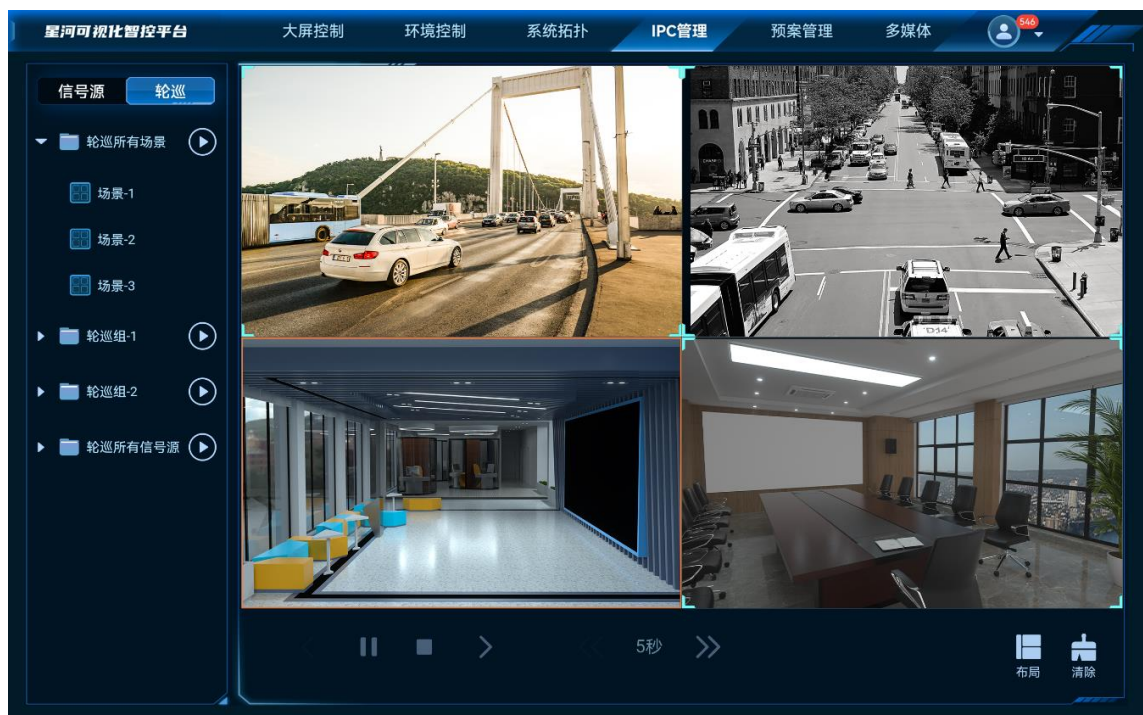 星河可视化智控平台
大屏控制
环境控制
系统拓扑
IPC管理
预案管理
多媒体
546
信号源
轮巡
轮巡所有场景
场景-1
场景-2
场景-3
轮巡组-1
轮巡组-2
轮巡所有信号源
5秒
布局
清除